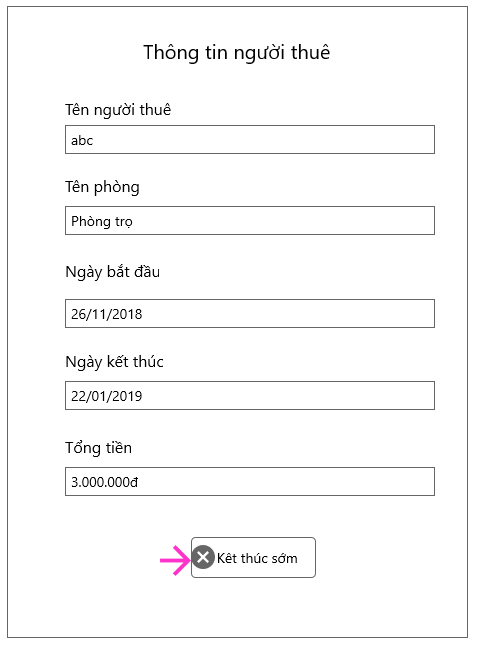 Thông tin người thuê
Tên người thuê
abc
Tên phòng
Phòng trọ
Ngày bắt đầu
26/11/2018
Ngày kết thúc
22/01/2019
Tổng tiền
3.000.000đ
Kêt thúc sớm